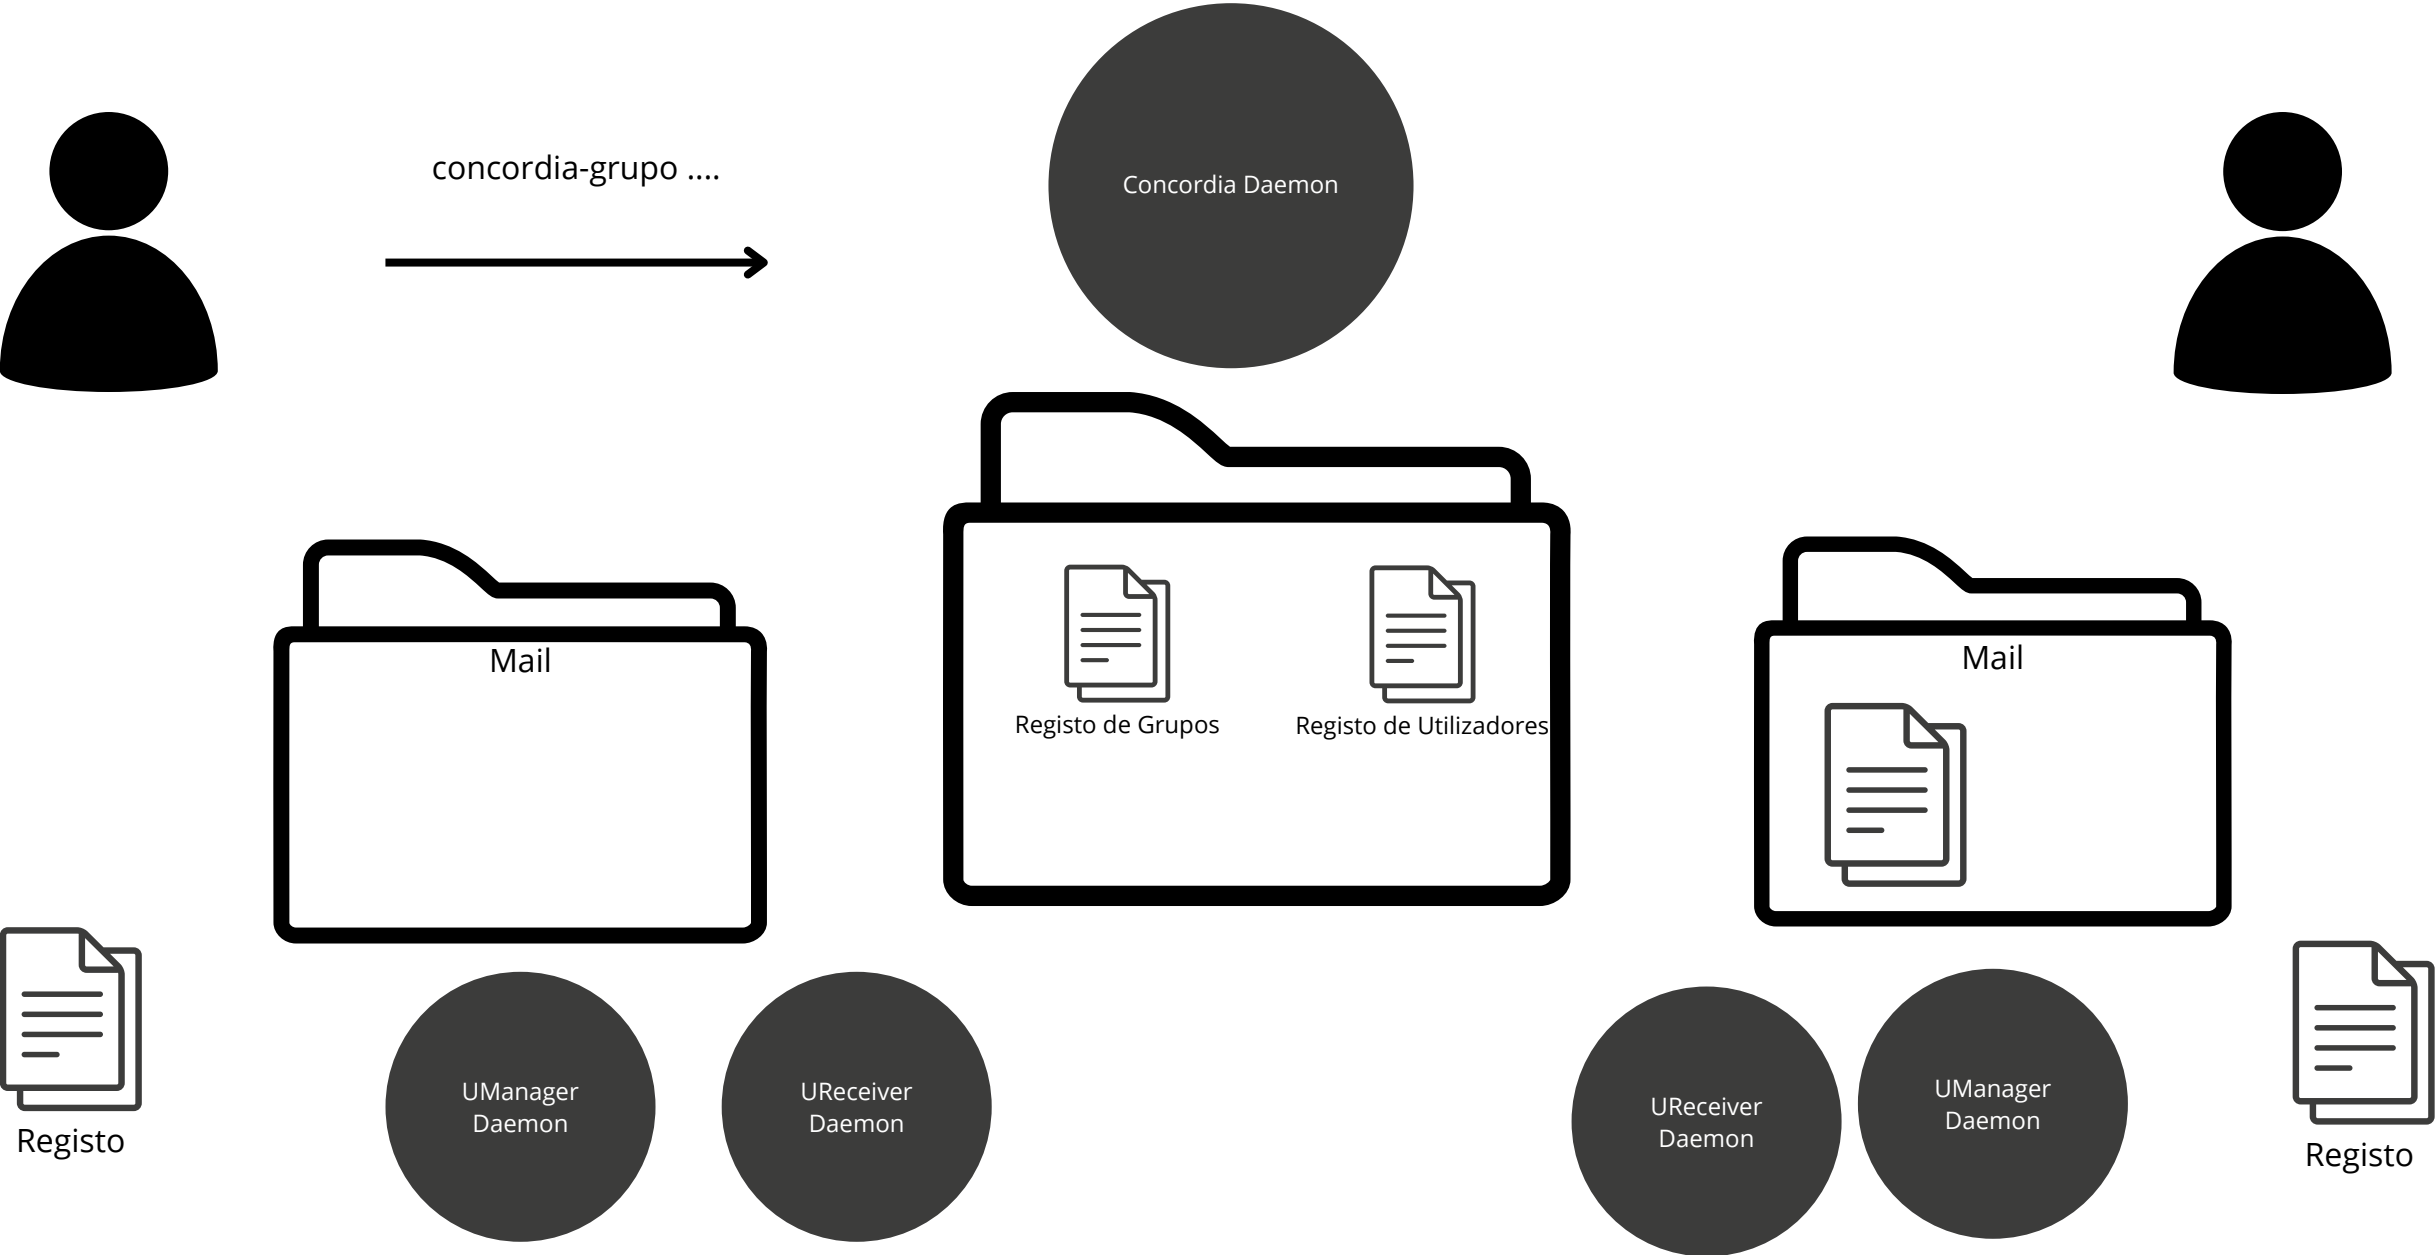 concordia-grupo ....
Concordia Daemon
Mail
Registo de Grupos
Registo de Utilizadores
Mail
Registo
UManager
Daemon
UReceiver
Daemon
UReceiver
Daemon
UManager
Daemon
Registo